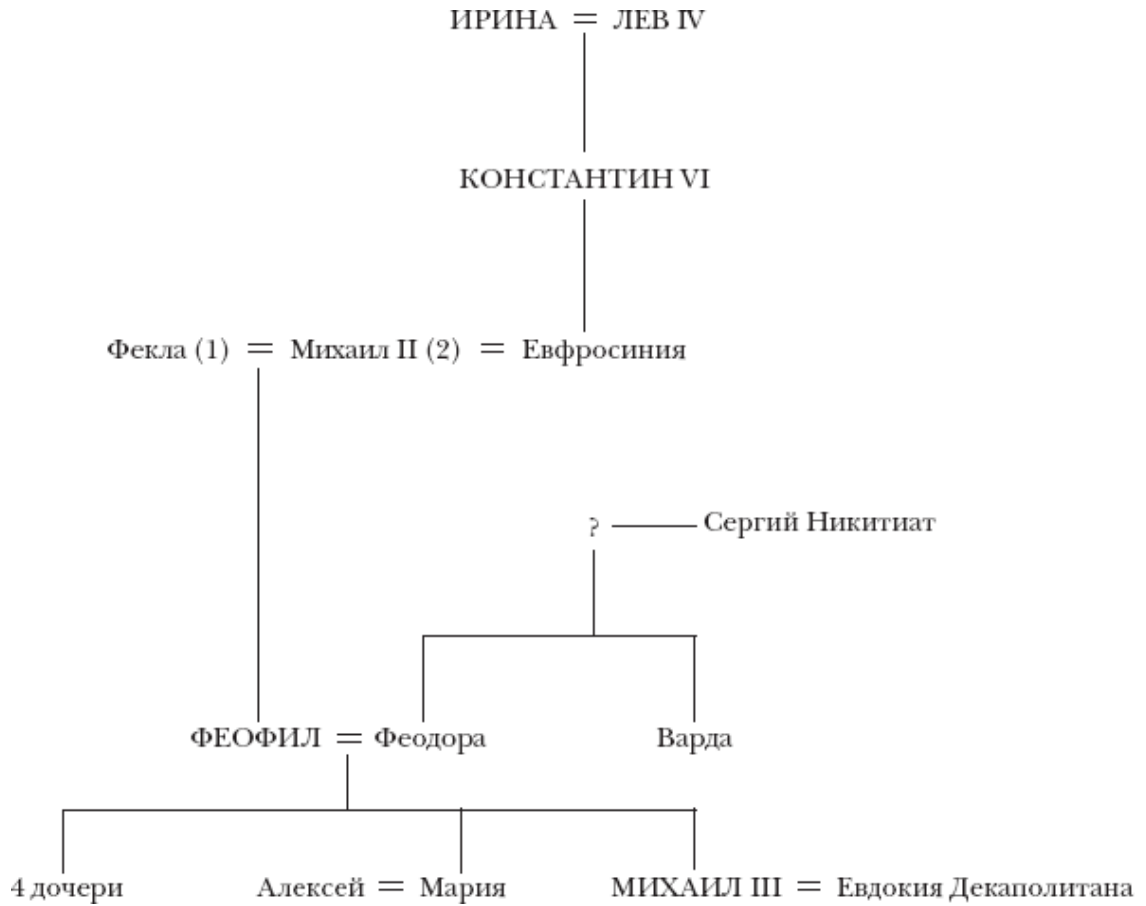 ИРИНА = ЛЕВ IV
КОНСТАНТИН VI
Фекла (1) = Михаил II (2) = Евфросиния
? Сергий Никитиат
ФЕОФИЛ = Феодора Варда
4 дочери Алексей = Мария МИХАИЛ III = Евдокия Декаполитана